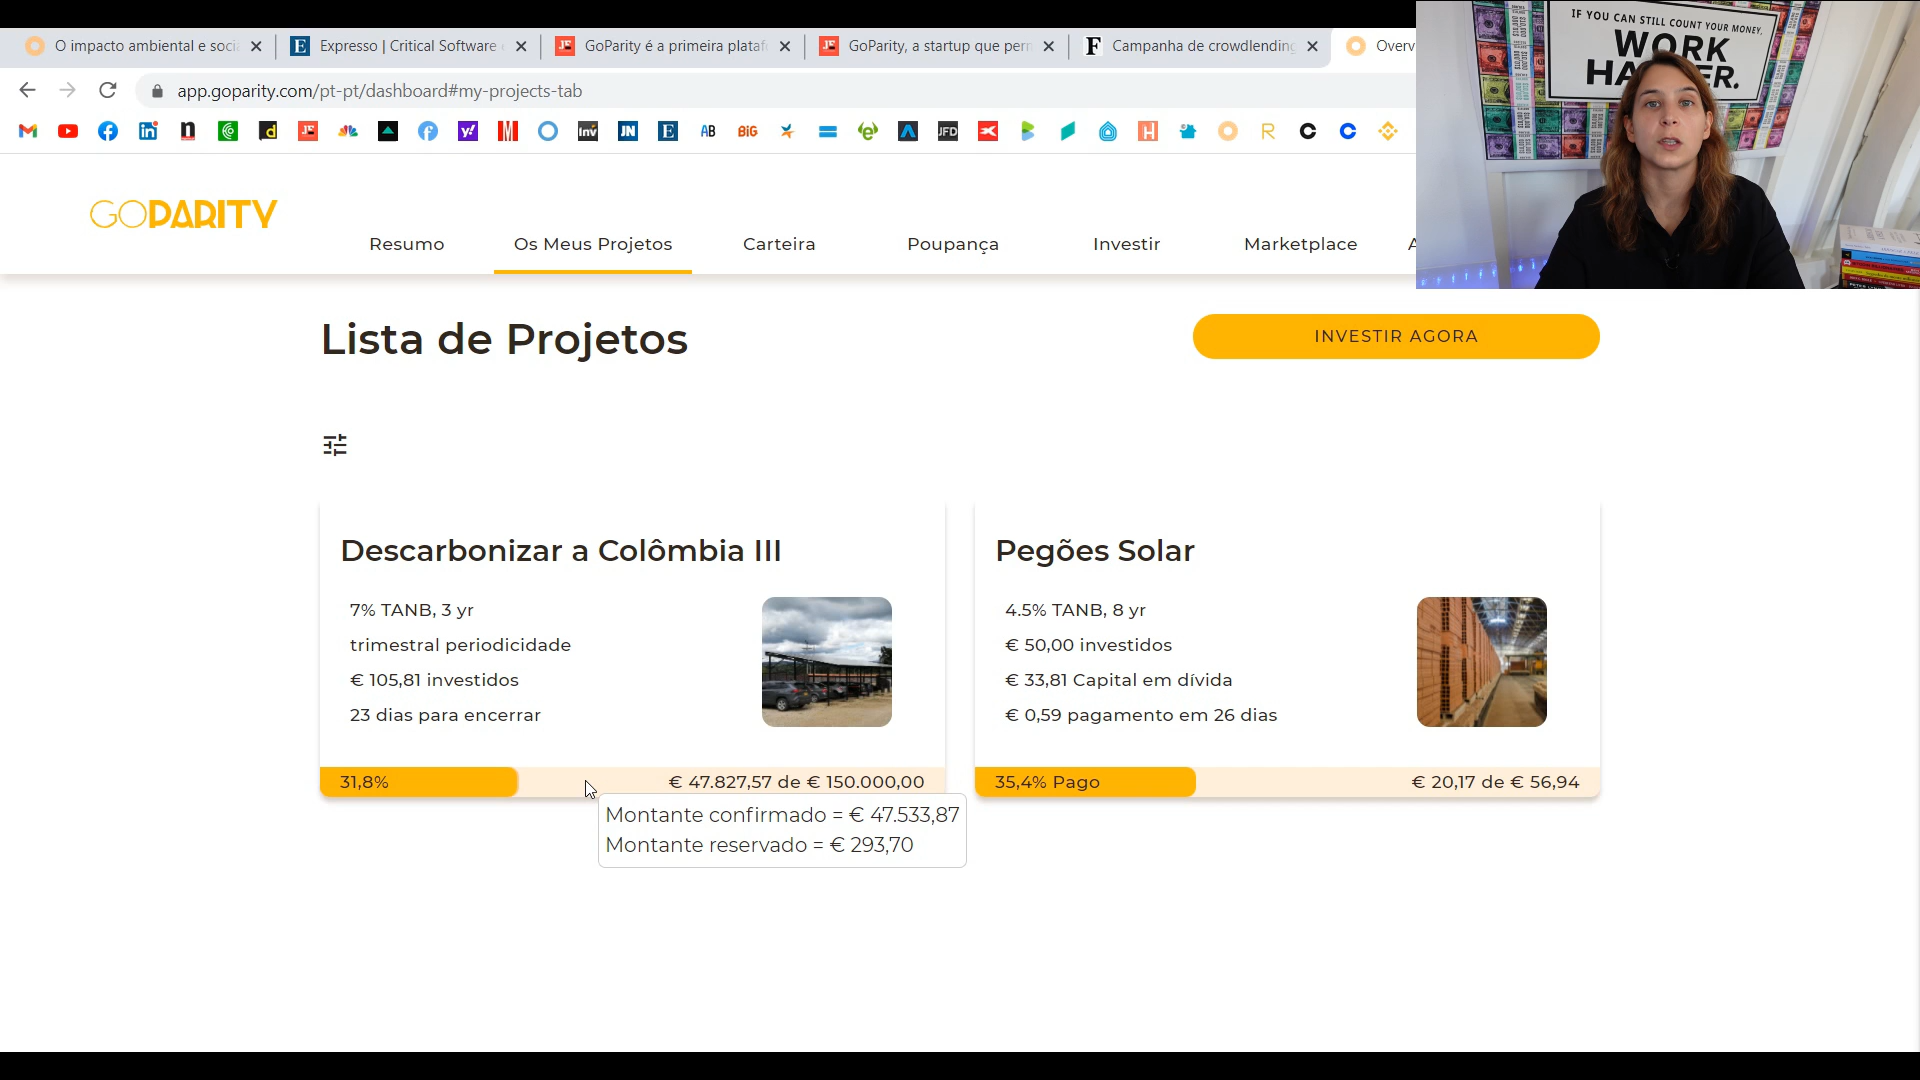 O impacto ambiental e soci
Expresso | Critical Software
GoParity é a primeira plataf
GoParity, a startup que per
Campanha de crowdlending
Overv
app.goparity.com/pt-pt/dashboard#my-projects-tab
IF YOU CAN STILL COUNT YOUR MONEY,
WORK
GOPARITY
Resumo
Os Meus Projetos
Carteira
Poupança
Investir
Marketplace
A
Lista de Projetos
INVESTIR AGORA
Descarbonizar a Colômbia III
7% TANB, 3 yr
trimestral periodicidade
€ 105,81 investidos
23 dias para encerrar
31,8%
€ 47.827,57 de € 150.000,00
Montante confirmado = € 47.533,87
Montante reservado = € 293,70
Pegões Solar
4.5% TANB, 8 yr
€ 50,00 investidos
€ 33,81 Capital em dívida
€ 0,59 pagamento em 26 dias
35,4% Pago
€ 20,17 de € 56,94